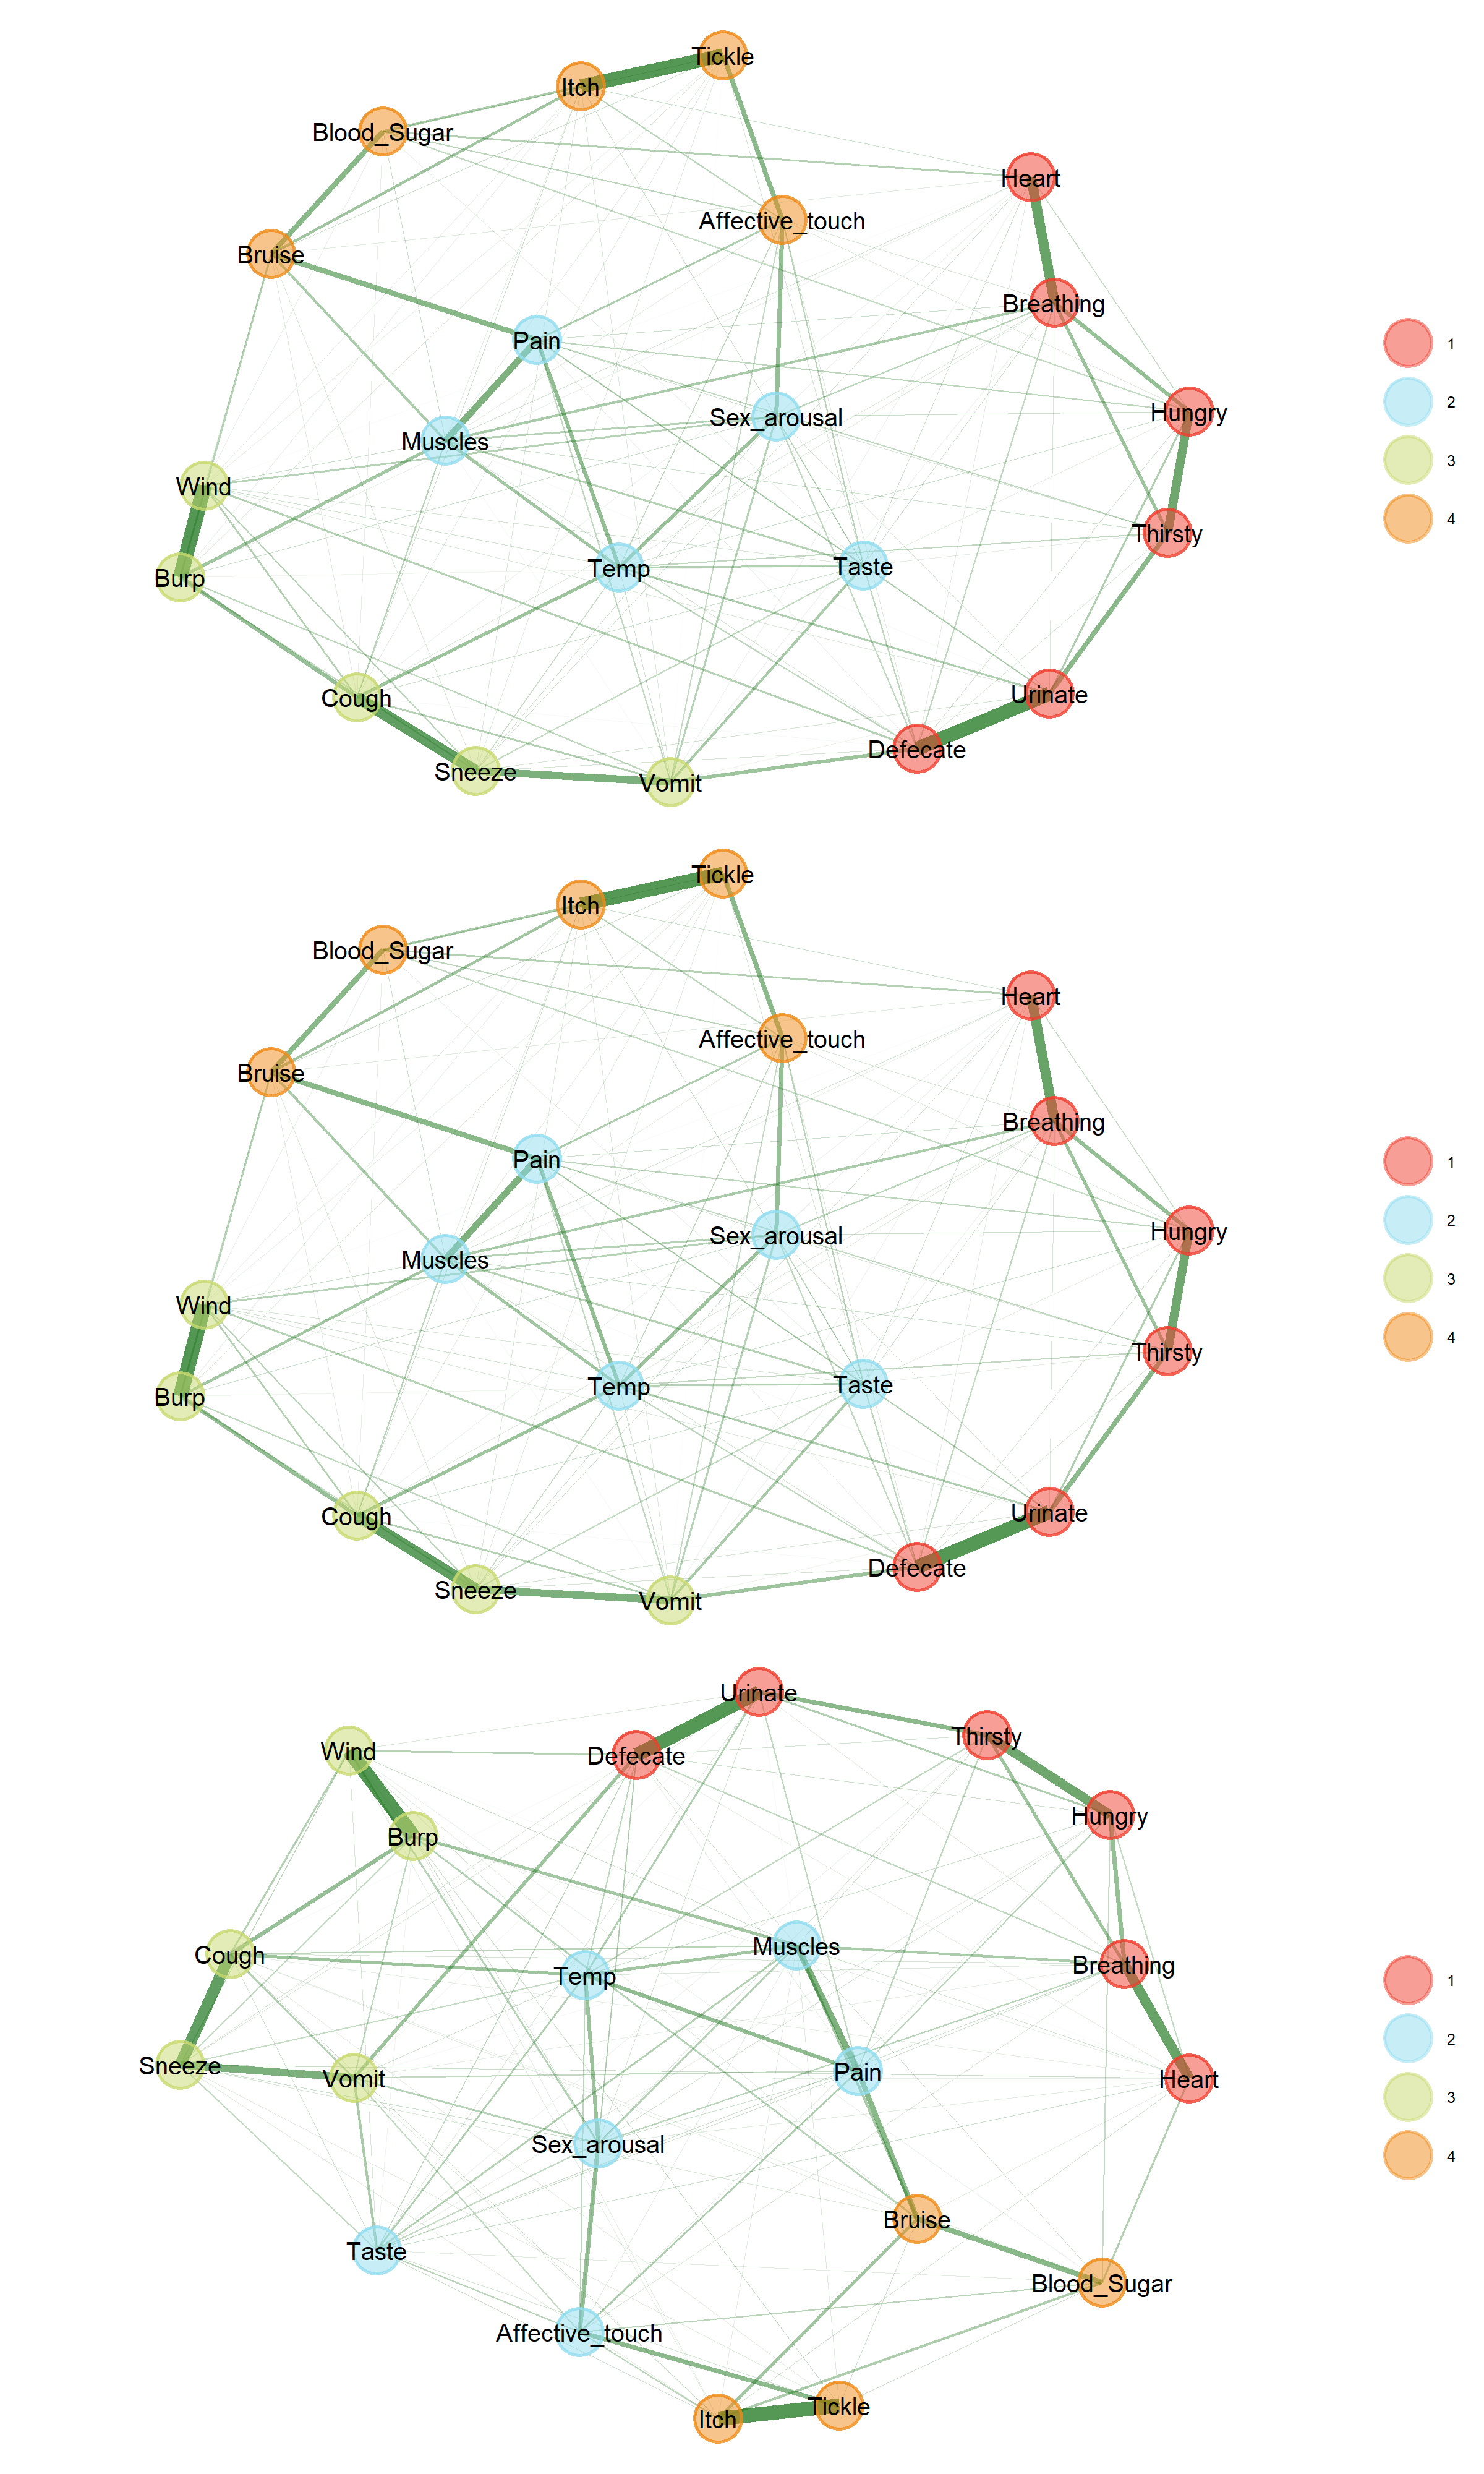 Tickle
Itch
Blood_Sugar
Heart
Affective_touch
Bruise
Breathing
Pain
Hungry
Sex_arousal
Muscles
Wind
Thirsty
Taste
Temp
Burp
Urinate
Cough
Defecate
Sneeze
Vomit
1
2
3
4
Tickle
Itch
Blood_Sugar
Heart
Affective_touch
Bruise
Breathing
Pain
Hungry
Sex_arousal
Muscles
Wind
Thirsty
Taste
Temp
Burp
Urinate
Cough
Defecate
Sneeze
Vomit
1
2
3
4
Urinate
Thirsty
Wind
Defecate
Hungry
Burp
Muscles
Cough
Breathing
Temp
Sneeze
Pain
Vomit
Heart
Sex_arousal
Bruise
Taste
Blood_Sugar
Affective_touch
Tickle
Itch
1
2
3
4